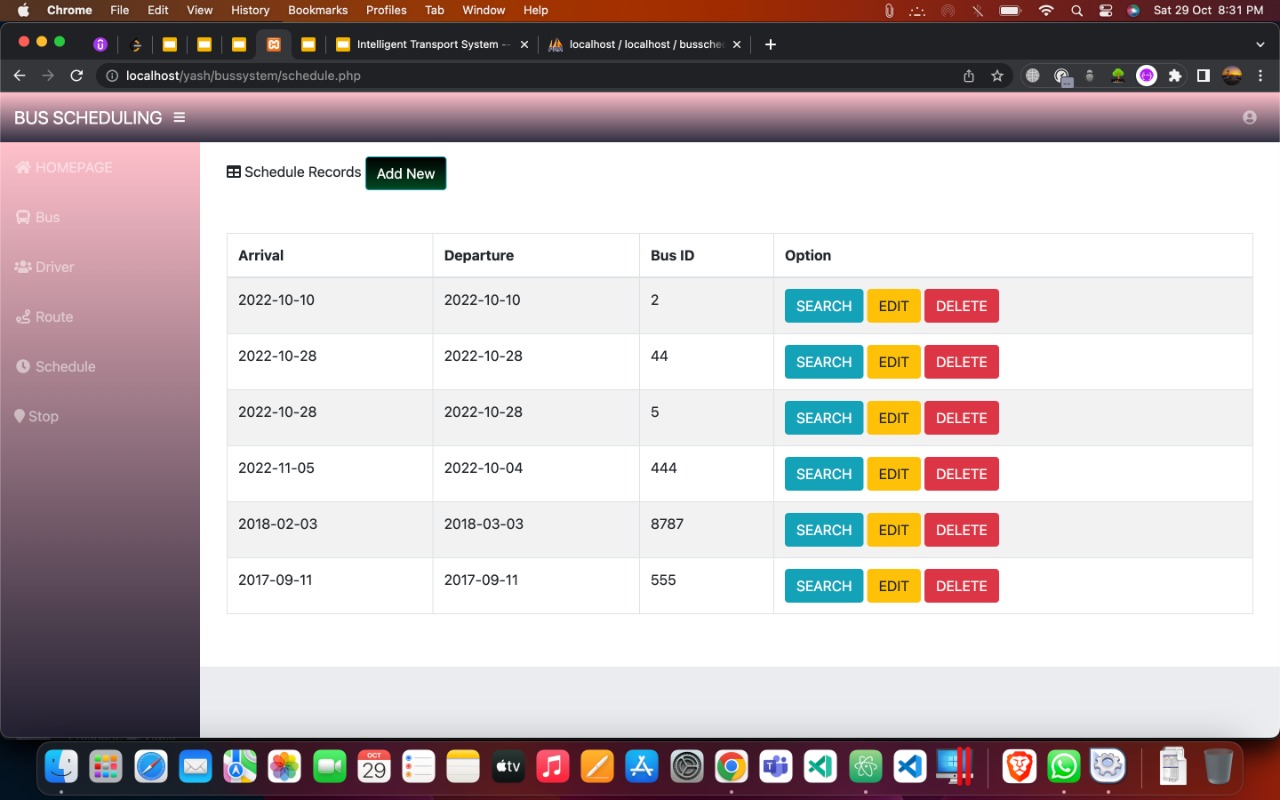 Chrome File Edit View History Bookmarks Profiles Tab Window Help Sat 29 Oct 8:31 PM
Intelligent Transport System - localhost / localhost / bussche
localhost/yash/bussystem/schedule.php
BUS SCHEDULING
HOMEPAGE
Bus
Driver
Route
Schedule
Stop
Schedule Records Add New
Arrival Departure Bus ID Option
2022-10-10 2022-10-10 2 SEARCH EDIT DELETE
2022-10-28 2022-10-28 44 SEARCH EDIT DELETE
2022-10-28 2022-10-28 5 SEARCH EDIT DELETE
2022-11-05 2022-10-04 444 SEARCH EDIT DELETE
2018-02-03 2018-03-03 8787 SEARCH EDIT DELETE
2017-09-11 2017-09-11 555 SEARCH EDIT DELETE
OCT
29
tv